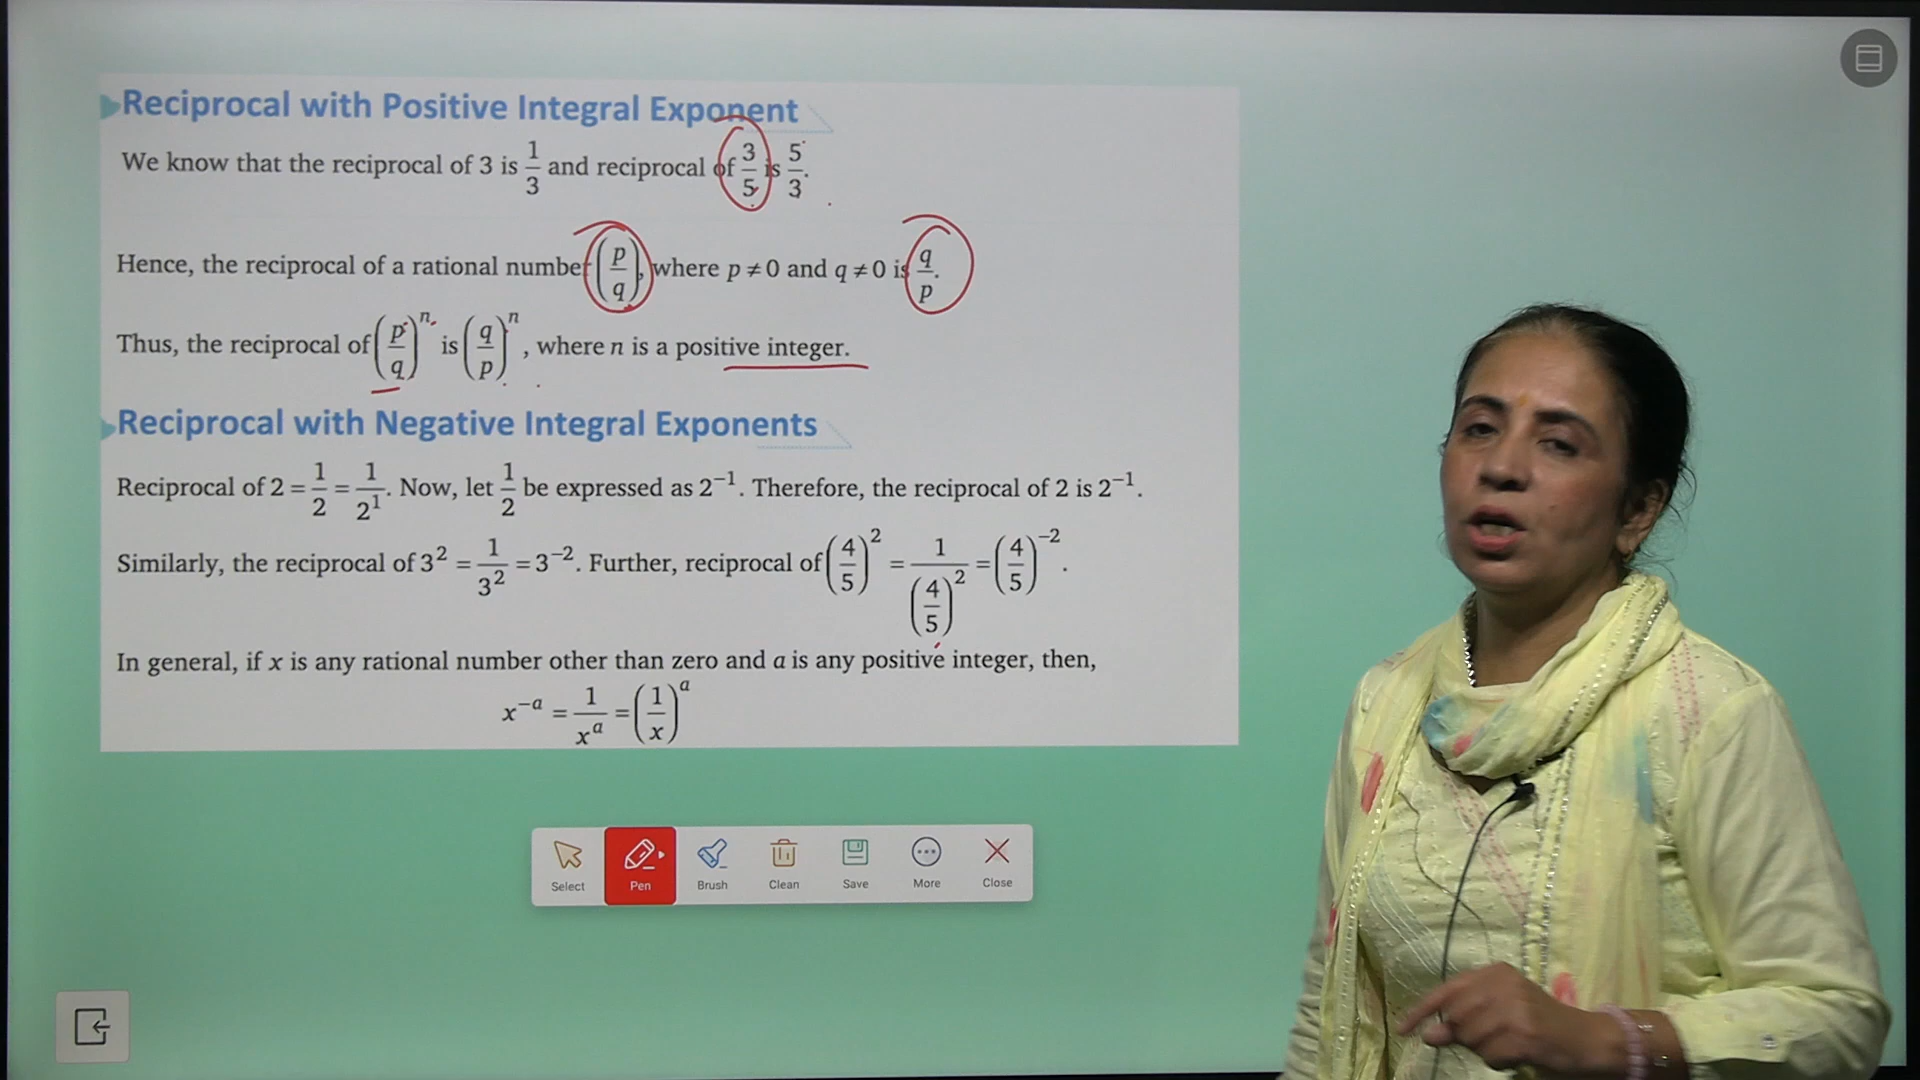 Reciprocal with Positive Integral Exponent
We know that the reciprocal of 3 is 1/3 and reciprocal of 3/5 is 5/3.
Hence, the reciprocal of a rational number (p/q), where p ≠ 0 and q ≠ 0 is q/p.
Thus, the reciprocal of (p/q)ⁿ is (q/p)ⁿ, where n is a positive integer.
Reciprocal with Negative Integral Exponents
Reciprocal of 2 = 1/2 = 1/2¹. Now, let 1/2 be expressed as 2⁻¹. Therefore, the reciprocal of 2 is 2⁻¹.
Similarly, the reciprocal of 3² = 1/3² = 3⁻². Further, reciprocal of (4/5)² = 1/(4/5)² = (4/5)⁻².
In general, if x is any rational number other than zero and a is any positive integer, then,
x⁻ᵃ = 1/xᵃ = (1/x)ᵃ
Select Pen Brush Clean Save More Close